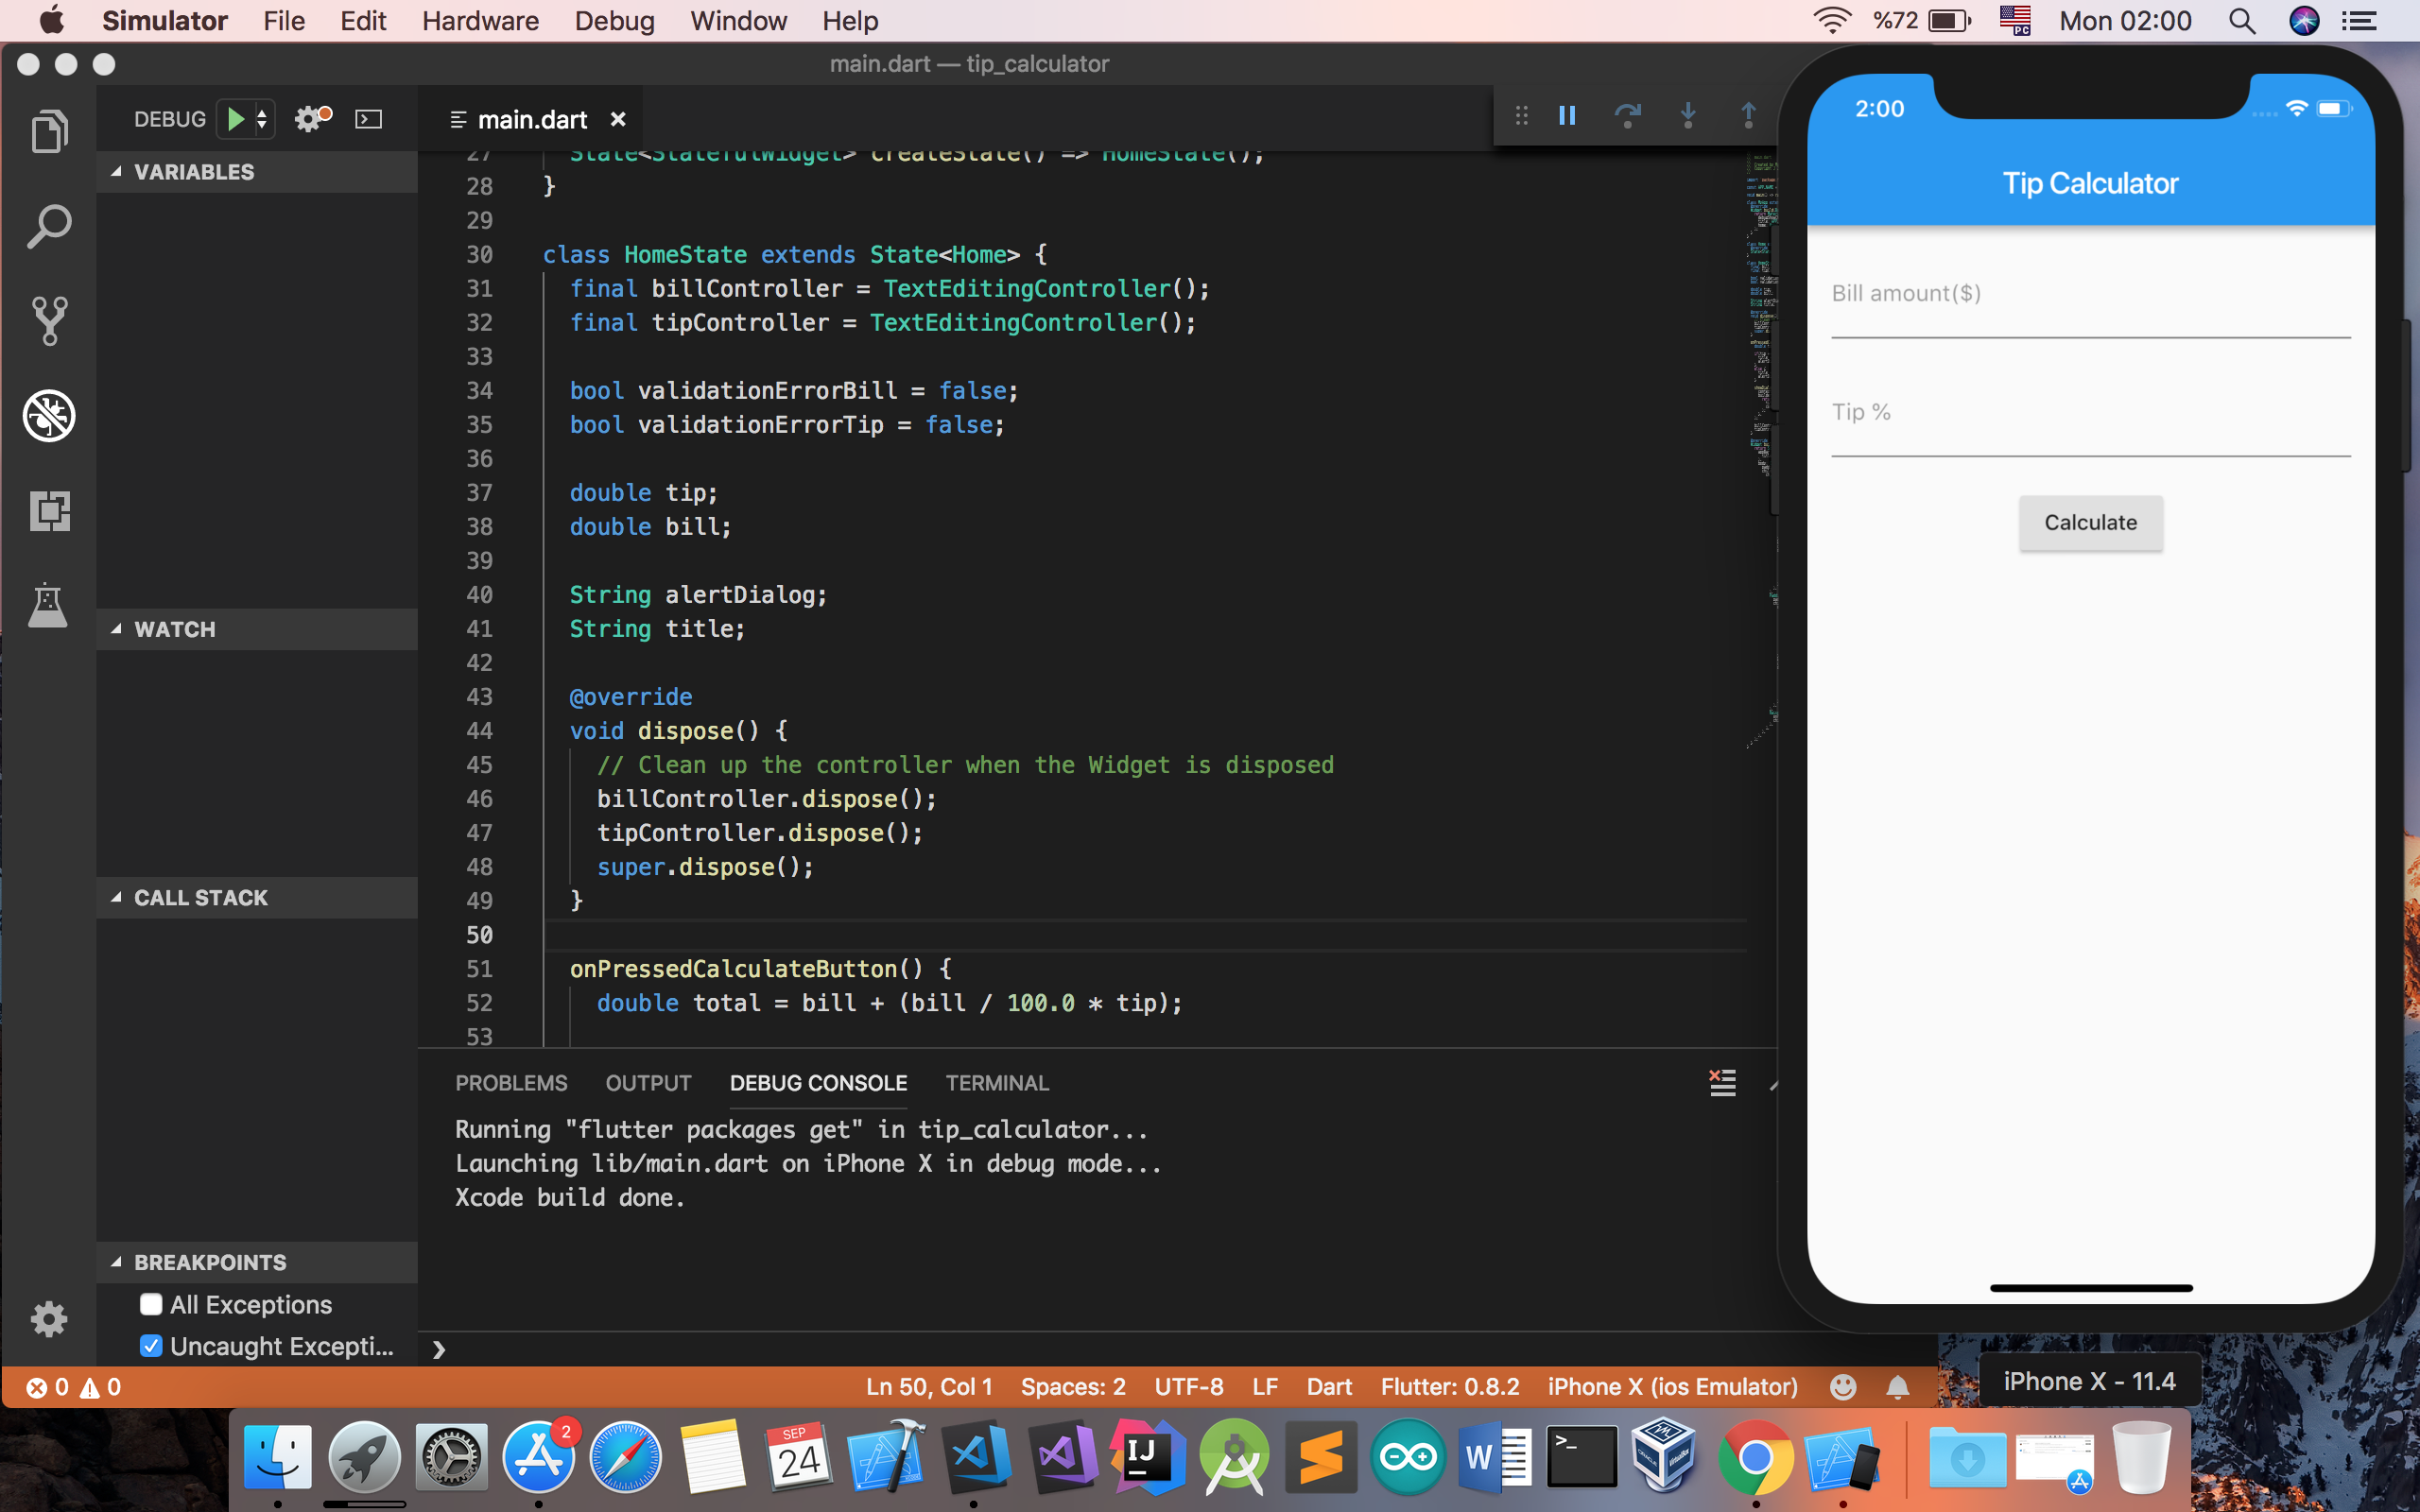 Simulator File Edit Hardware Debug Window Help
%72 PC Mon 02:00
main.dart — tip_calculator
DEBUG
main.dart
VARIABLES
WATCH
CALL STACK
BREAKPOINTS
All Exceptions
Uncaught Excepti...
27 State<StatefulWidget> createState() => HomeState();
28 }
29
30 class HomeState extends State<Home> {
31 final billController = TextEditingController();
32 final tipController = TextEditingController();
33
34 bool validationErrorBill = false;
35 bool validationErrorTip = false;
36
37 double tip;
38 double bill;
39
40 String alertDialog;
41 String title;
42
43 @override
44 void dispose() {
45 // Clean up the controller when the Widget is disposed
46 billController.dispose();
47 tipController.dispose();
48 super.dispose();
49 }
50
51 onPressedCalculateButton() {
52 double total = bill + (bill / 100.0 * tip);
53
PROBLEMS OUTPUT DEBUG CONSOLE TERMINAL
Running "flutter packages get" in tip_calculator...
Launching lib/main.dart on iPhone X in debug mode...
Xcode build done.
0 0
Ln 50, Col 1 Spaces: 2 UTF-8 LF Dart Flutter: 0.8.2 iPhone X (ios Emulator)
2:00
Tip Calculator
Bill amount($)
Tip %
Calculate
iPhone X - 11.4
2
SEP
24
IJ
W
>_